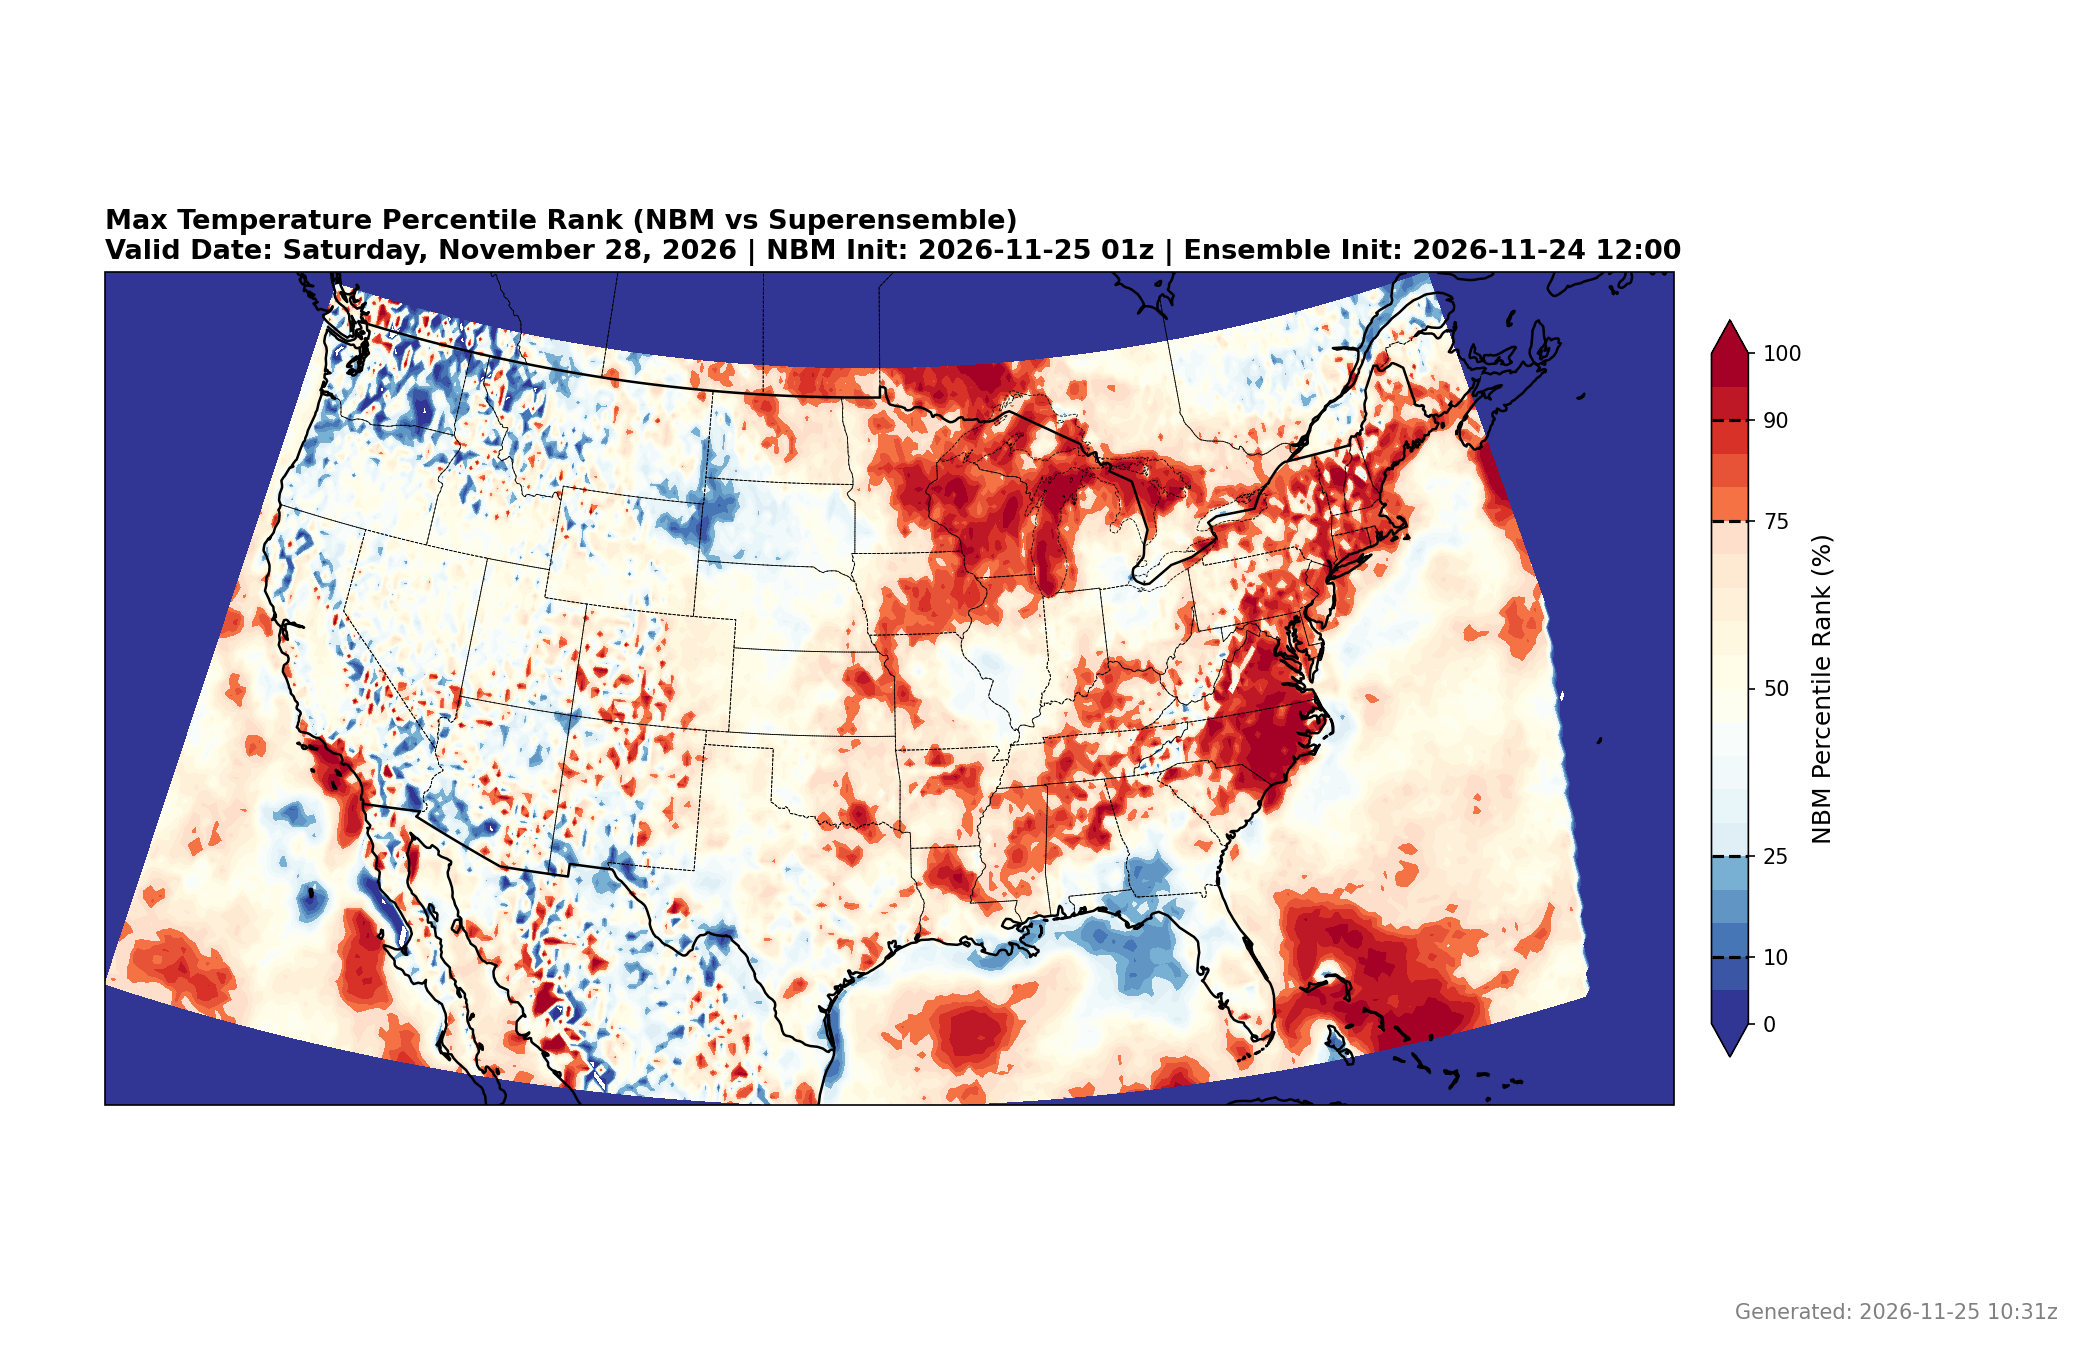 Max Temperature Percentile Rank (NBM vs Superensemble)
Valid Date: Saturday, November 28, 2026 | NBM Init: 2026-11-25 01z | Ensemble Init: 2026-11-24 12:00
100
90
75
50
25
10
0
NBM Percentile Rank (%)
Generated: 2026-11-25 10:31z